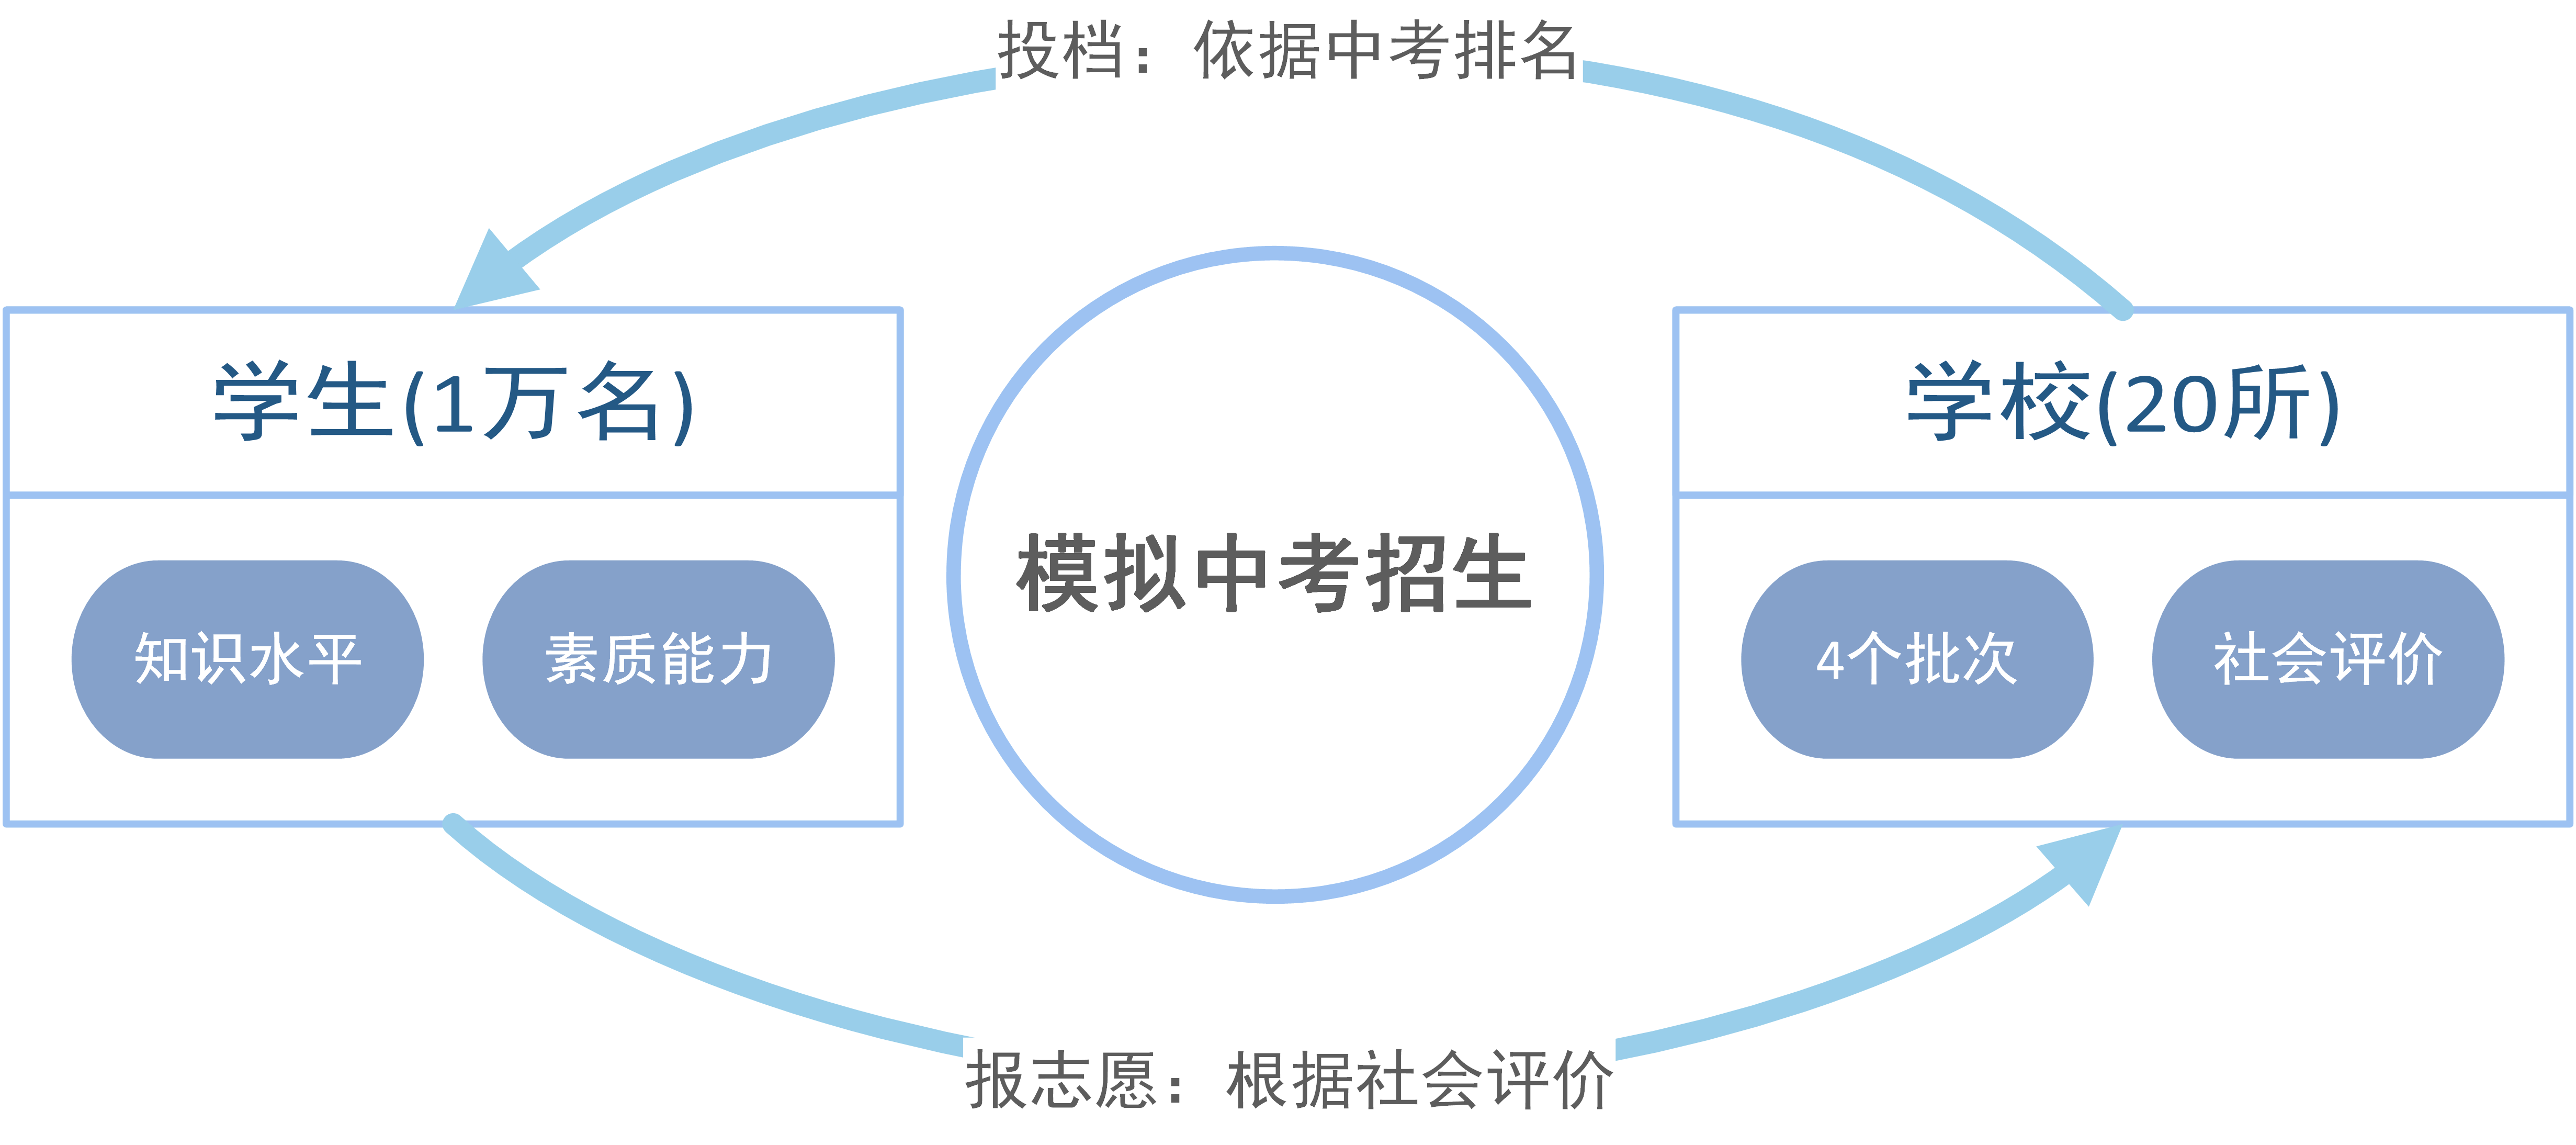 投档：依据中考排名
学生(1万名)
知识水平
素质能力
模拟中考招生
学校(20所)
4个批次
社会评价
报志愿：根据社会评价